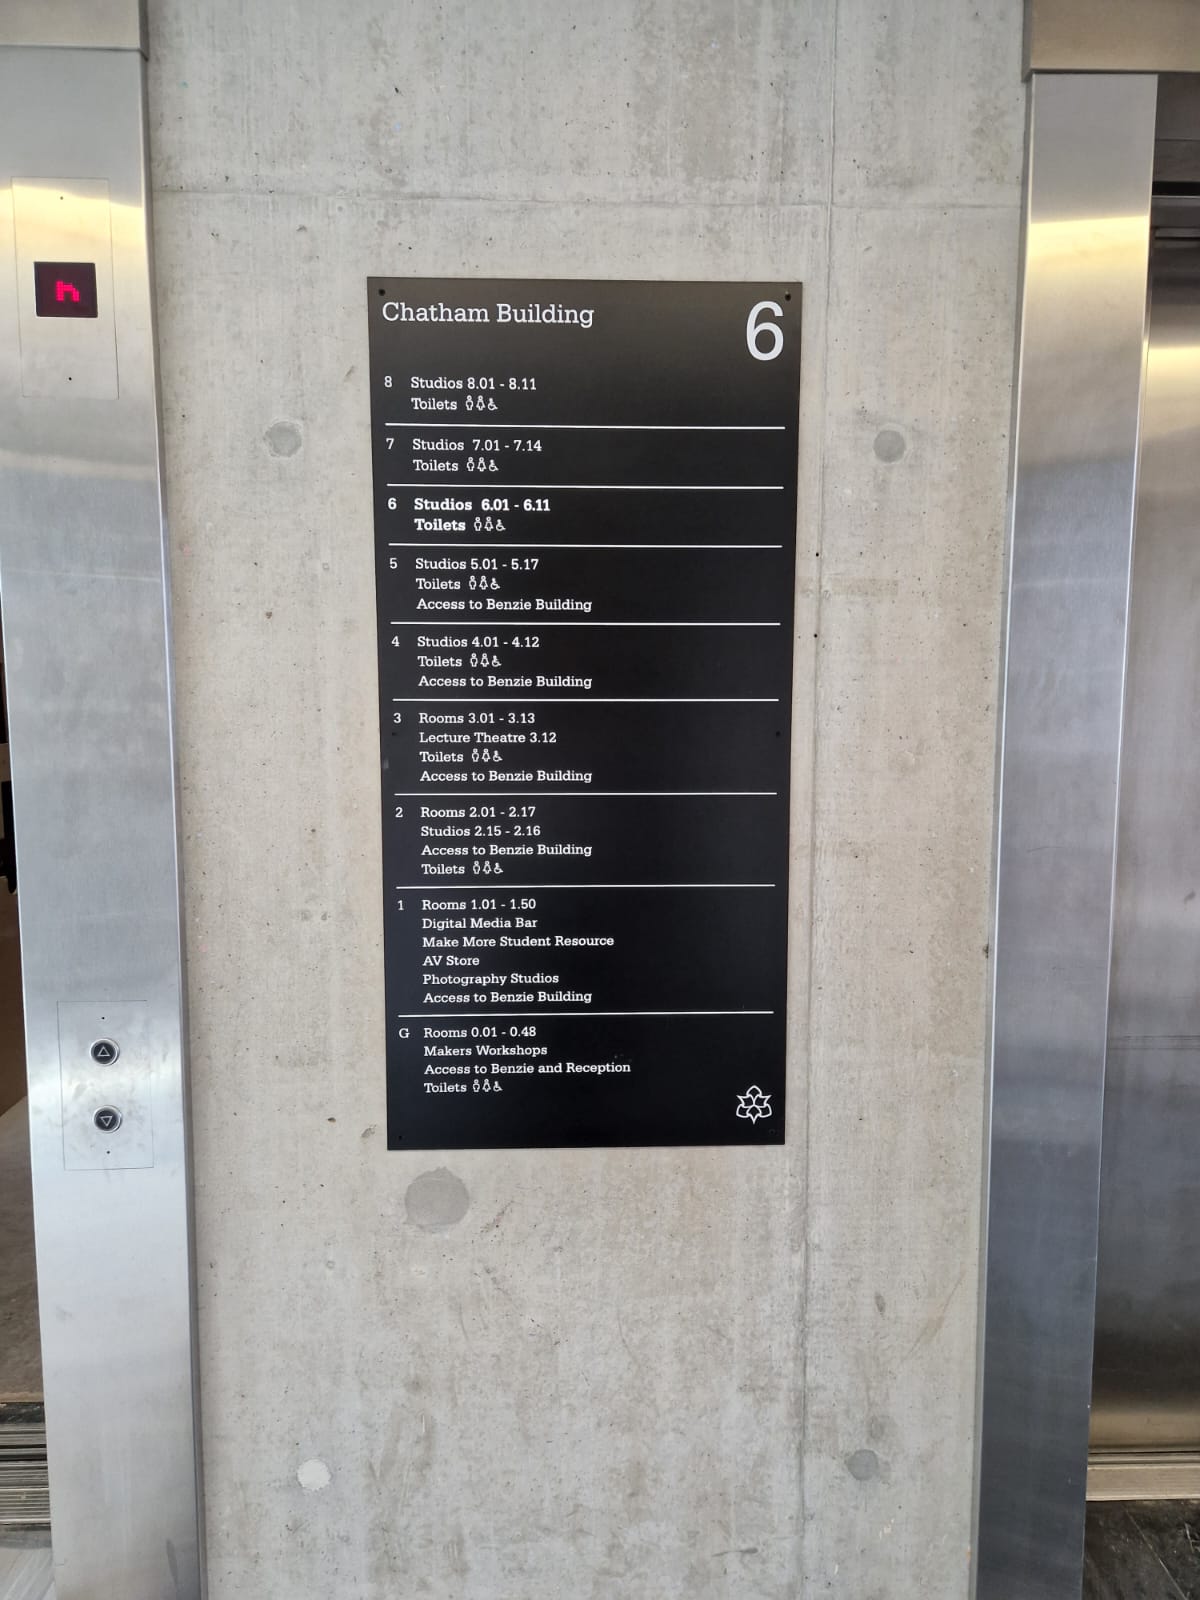 Chatham Building
6
8 Studios 8.01 - 8.11
Toilets
7 Studios 7.01 - 7.14
Toilets
6 Studios 6.01 - 6.11
Toilets
5 Studios 5.01 - 5.17
Toilets
Access to Benzie Building
4 Studios 4.01 - 4.12
Toilets
Access to Benzie Building
3 Rooms 3.01 - 3.13
Lecture Theatre 3.12
Toilets
Access to Benzie Building
2 Rooms 2.01 - 2.17
Studios 2.15 - 2.16
Access to Benzie Building
Toilets
1 Rooms 1.01 - 1.50
Digital Media Bar
Make More Student Resource
AV Store
Photography Studios
Access to Benzie Building
G Rooms 0.01 - 0.48
Makers Workshops
Access to Benzie and Reception
Toilets